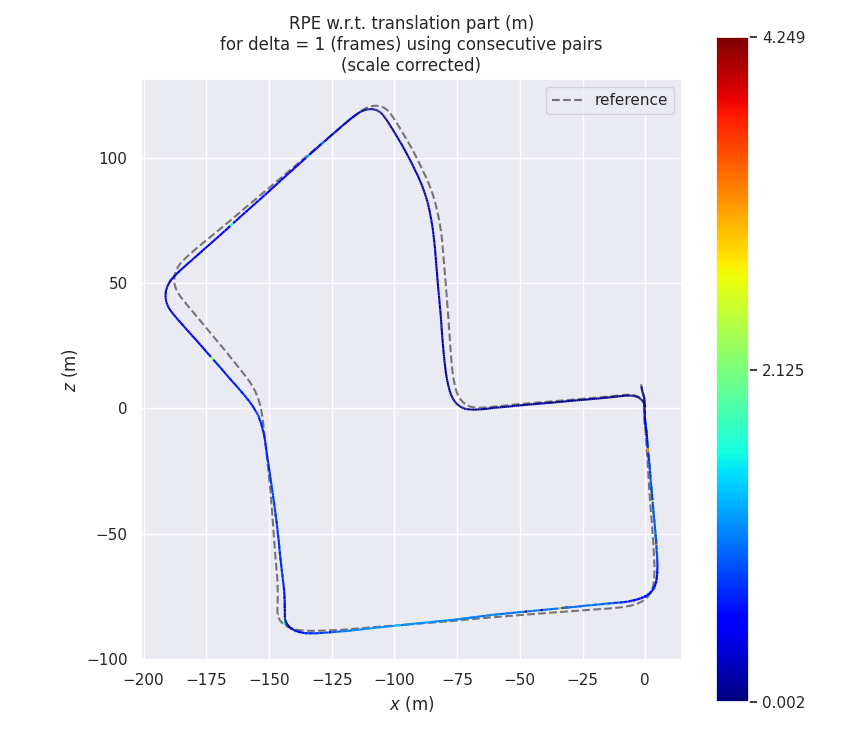 RPE w.r.t. translation part (m)
for delta = 1 (frames) using consecutive pairs
(scale corrected)
reference
4.249
2.125
0.002
100
50
0
−50
−100
z (m)
−200 −175 −150 −125 −100 −75 −50 −25 0
x (m)